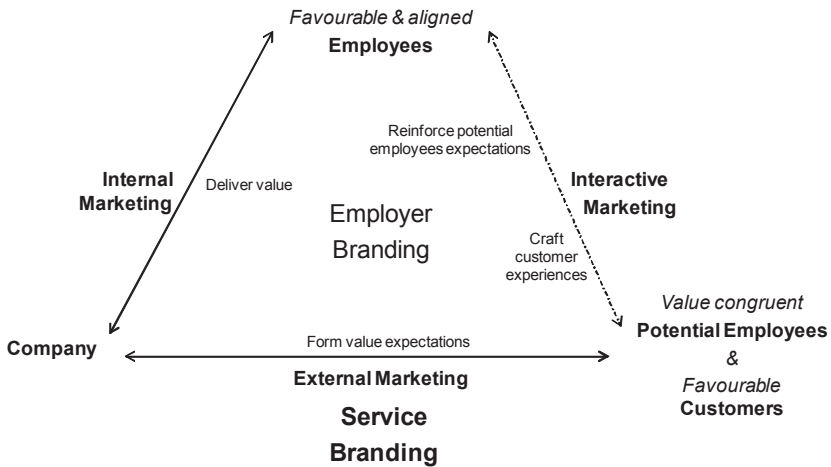 Favourable & aligned
Employees
Reinforce potential
employees expectations
Internal
Marketing
Deliver value
Interactive
Marketing
Employer
Branding
Craft
customer
experiences
Value congruent
Potential Employees
&
Favourable
Customers
Company
Form value expectations
External Marketing
Service
Branding